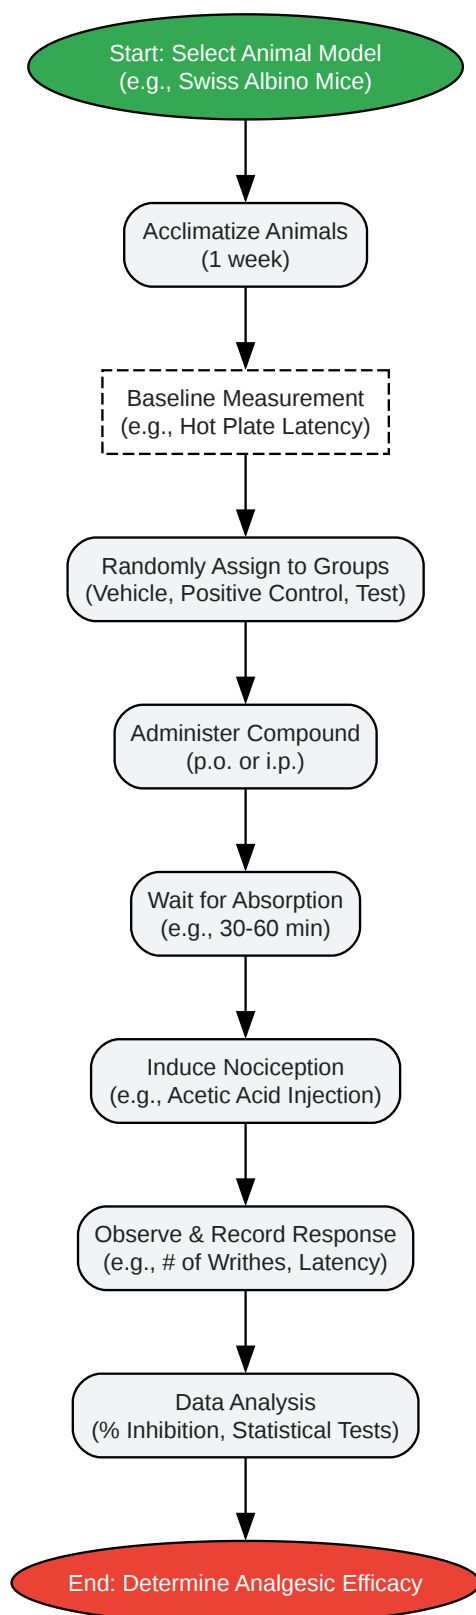 Start: Select Animal Model
(e.g., Swiss Albino Mice)
Acclimatize Animals
(1 week)
Baseline Measurement
(e.g., Hot Plate Latency)
Randomly Assign to Groups
(Vehicle, Positive Control, Test)
Administer Compound
(p.o. or i.p.)
Wait for Absorption
(e.g., 30-60 min)
Induce Nociception
(e.g., Acetic Acid Injection)
Observe & Record Response
(e.g., # of Writhes, Latency)
Data Analysis
(% Inhibition, Statistical Tests)
End: Determine Analgesic Efficacy